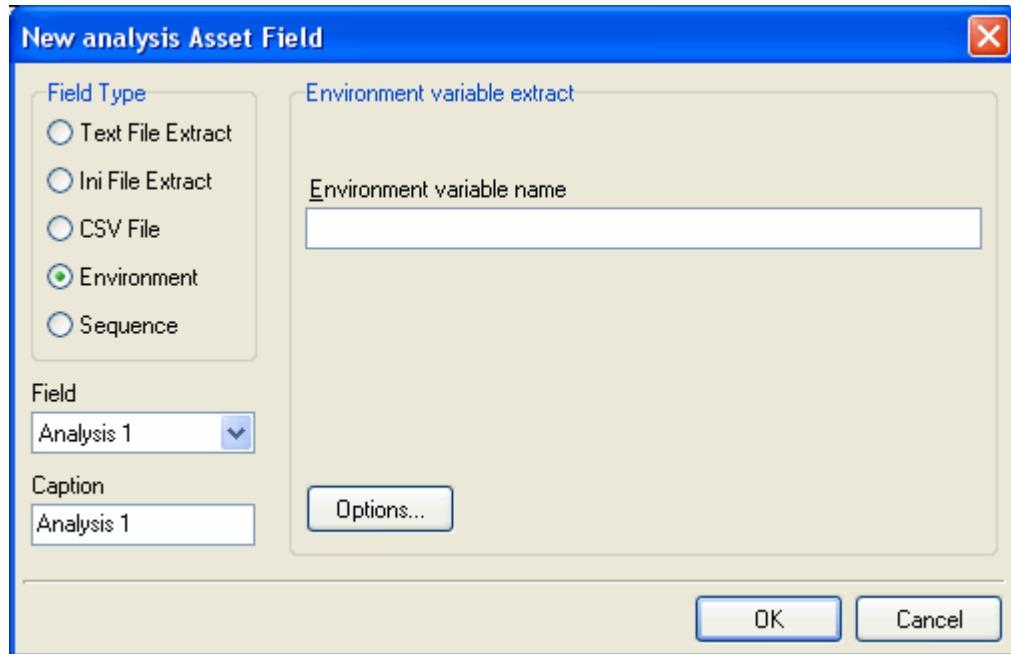 New analysis Asset Field
Field Type
Text File Extract
Ini File Extract
CSV File
Environment
Sequence
Field
Analysis 1
Caption
Analysis 1
Environment variable extract
Environment variable name
Options...
OK
Cancel